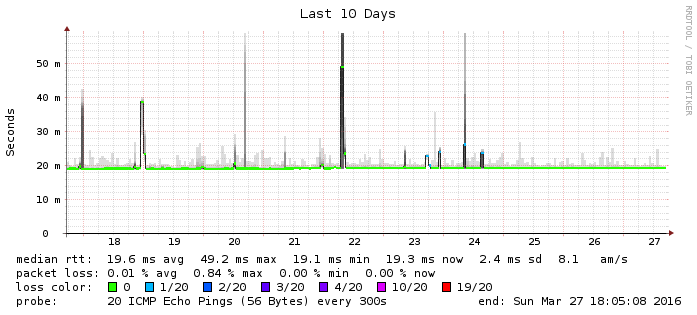 Last 10 Days
RRDTOOL / TOBI OETIKER
Seconds
50 m
40 m
30 m
20 m
10 m
0
18 19 20 21 22 23 24 25 26 27
median rtt: 19.6 ms avg 49.2 ms max 19.1 ms min 19.3 ms now 2.4 ms sd 8.1 am/s
packet loss: 0.01 % avg 0.84 % max 0.00 % min 0.00 % now
loss color: 0 1/20 2/20 3/20 4/20 10/20 19/20
probe: 20 ICMP Echo Pings (56 Bytes) every 300s end: Sun Mar 27 18:05:08 2016